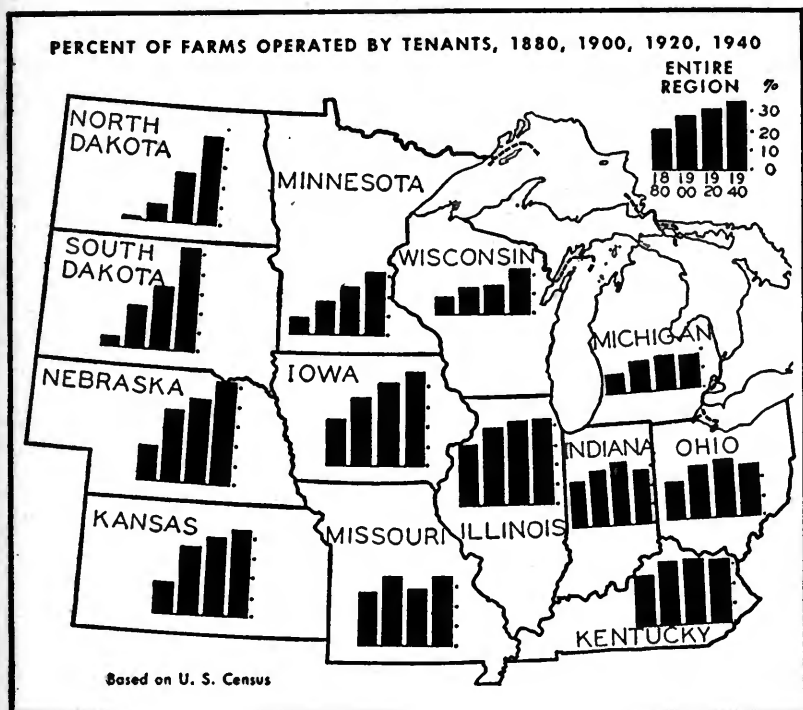 PERCENT OF FARMS OPERATED BY TENANTS, 1880, 1900, 1920, 1940
ENTIRE
REGION %
30
20
10
0
18 19 19 19
80 00 20 40
NORTH
DAKOTA
MINNESOTA
SOUTH
DAKOTA
WISCONSIN
MICHIGAN
NEBRASKA
IOWA
INDIANA
OHIO
KANSAS
MISSOURI
ILLINOIS
KENTUCKY
Based on U. S. Census